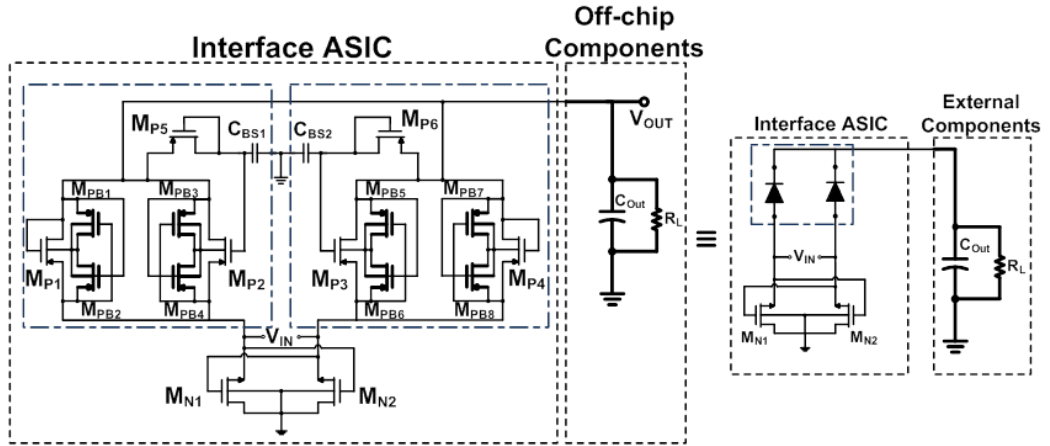 Interface ASIC
Off-chip
Components
M_P5
C_BS1
C_BS2
M_P6
V_OUT
M_PB1
M_PB3
M_PB5
M_PB7
M_P1
M_P2
M_P3
M_P4
M_PB2
M_PB4
M_PB6
M_PB8
V_IN
M_N1
M_N2
C_Out
R_L
≡
Interface ASIC
External
Components
V_IN
M_N1
M_N2
C_Out
R_L